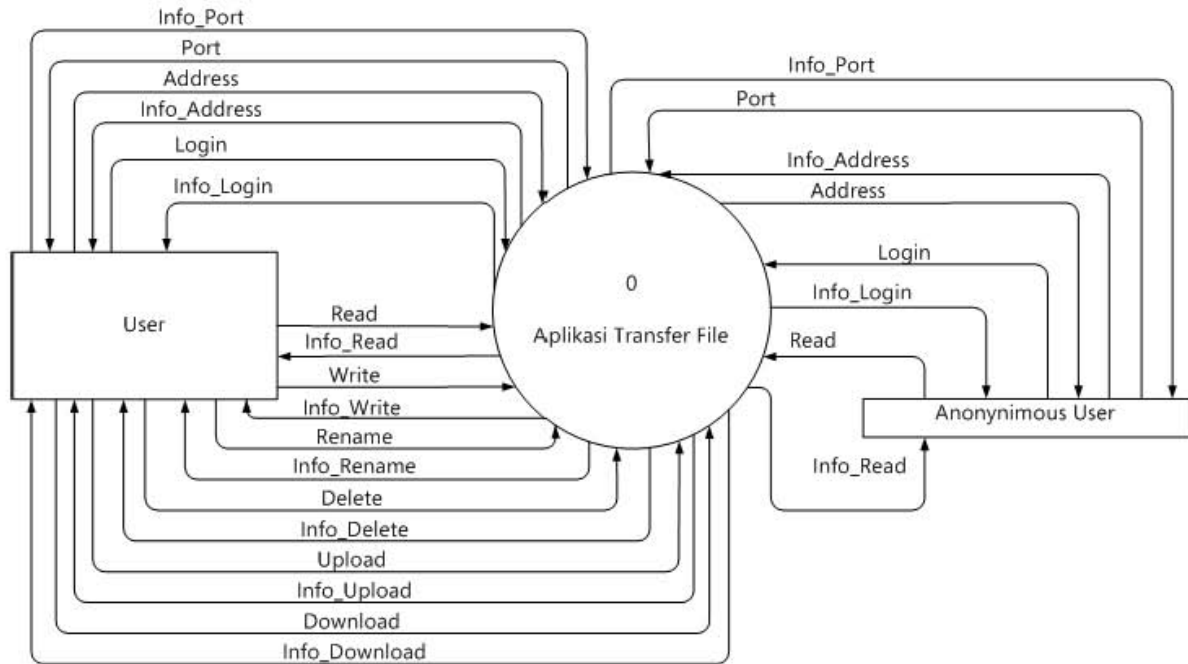 Info_Port
Port
Address
Info_Address
Login
Info_Login
Info_Port
Port
Info_Address
Address
Login
Info_Login
Read
Info_Read
User
0
Aplikasi Transfer File
Anonynimous User
Read
Info_Read
Write
Info_Write
Rename
Info_Rename
Delete
Info_Delete
Upload
Info_Upload
Download
Info_Download